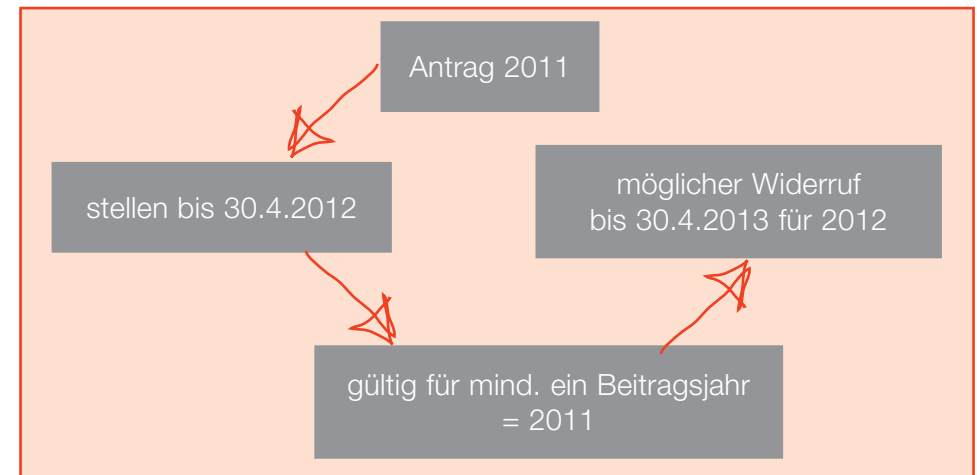 Antrag 2011
stellen bis 30.4.2012
möglicher Widerruf
bis 30.4.2013 für 2012
gültig für mind. ein Beitragsjahr
= 2011